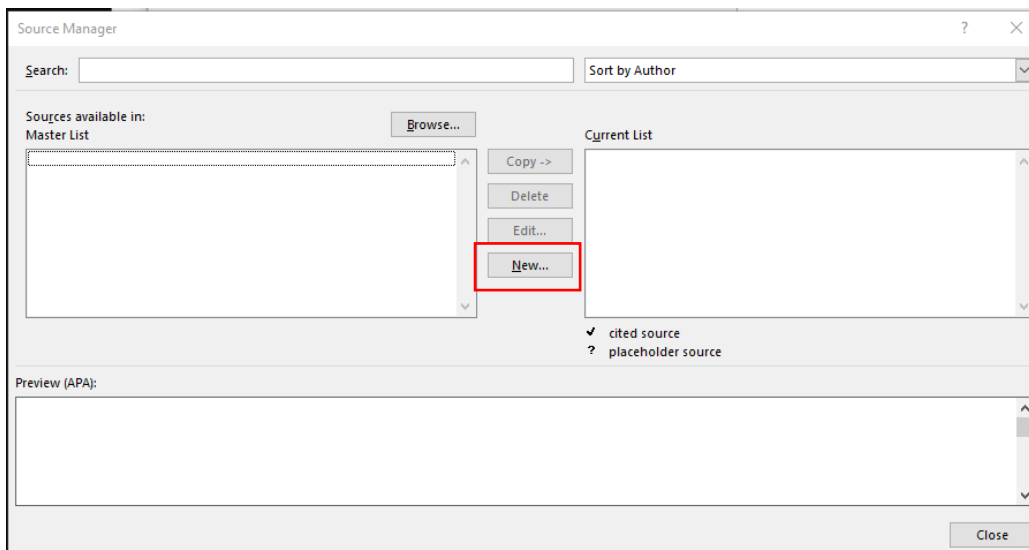 Source Manager
?
Search:
Sort by Author
Sources available in:
Master List
Browse...
Current List
Copy ->
Delete
Edit...
New...
✓ cited source
? placeholder source
Preview (APA):
Close